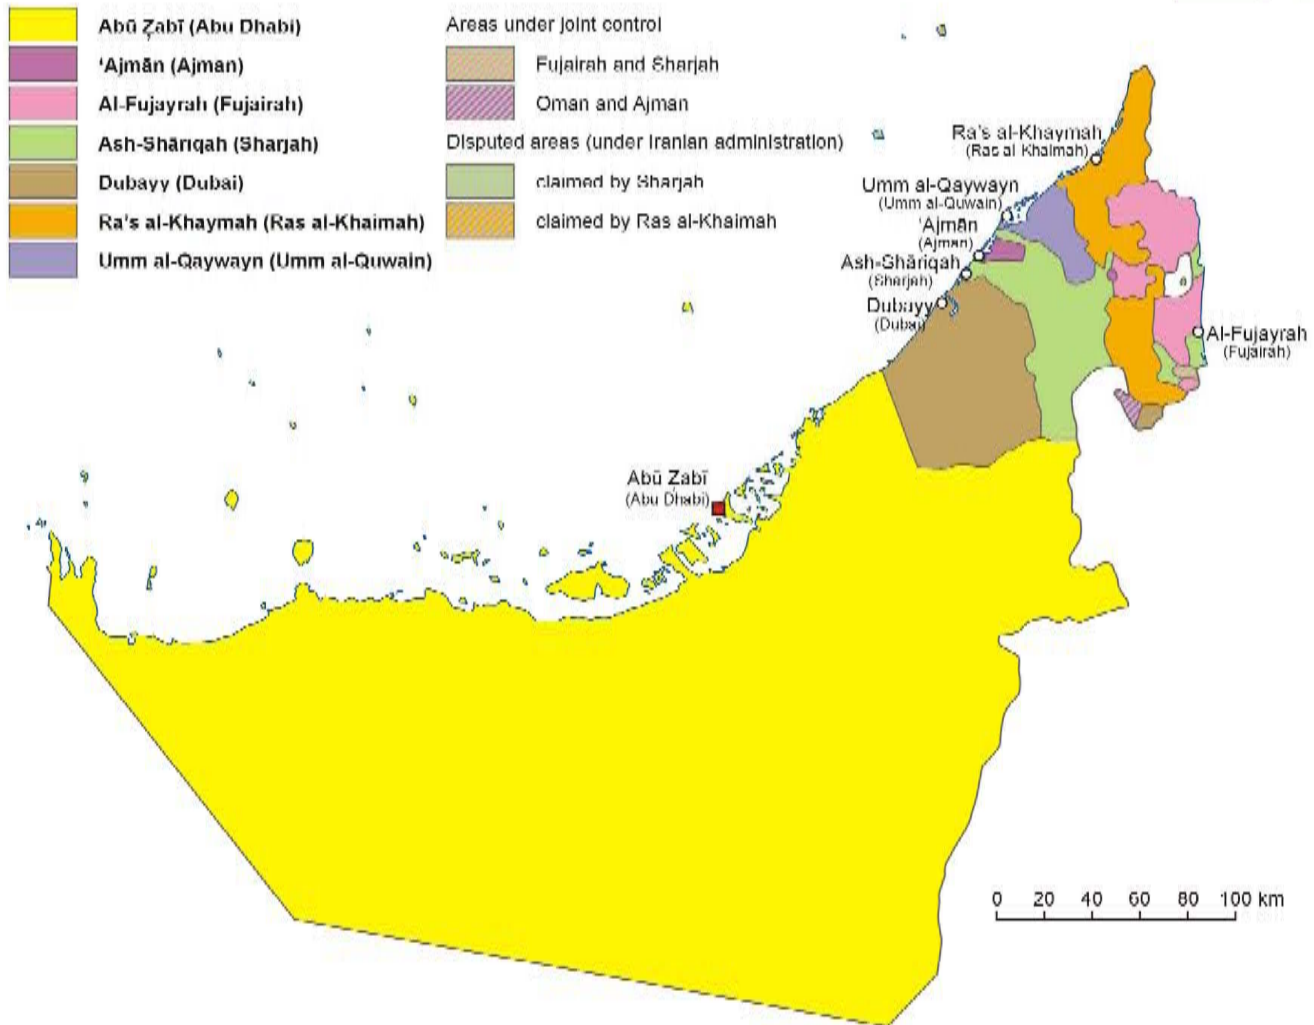 Abū Ẓabī (Abu Dhabi)
‘Ajmān (Ajman)
Al-Fujayrah (Fujairah)
Ash-Shāriqah (Sharjah)
Dubayy (Dubai)
Ra's al-Khaymah (Ras al-Khaimah)
Umm al-Qaywayn (Umm al-Quwain)
Areas under joint control
Fujairah and Sharjah
Oman and Ajman
Disputed areas (under Iranian administration)
claimed by Sharjah
claimed by Ras al-Khaimah
Ra's al-Khaymah
(Ras al-Khaimah)
Umm al-Qaywayn
(Umm al-Quwain)
‘Ajmān
(Ajman)
Ash-Shāriqah
(Sharjah)
Dubayy
(Dubai)
Al-Fujayrah
(Fujairah)
Abū Ẓabī
(Abu Dhabi)
0 20 40 60 80 100 km